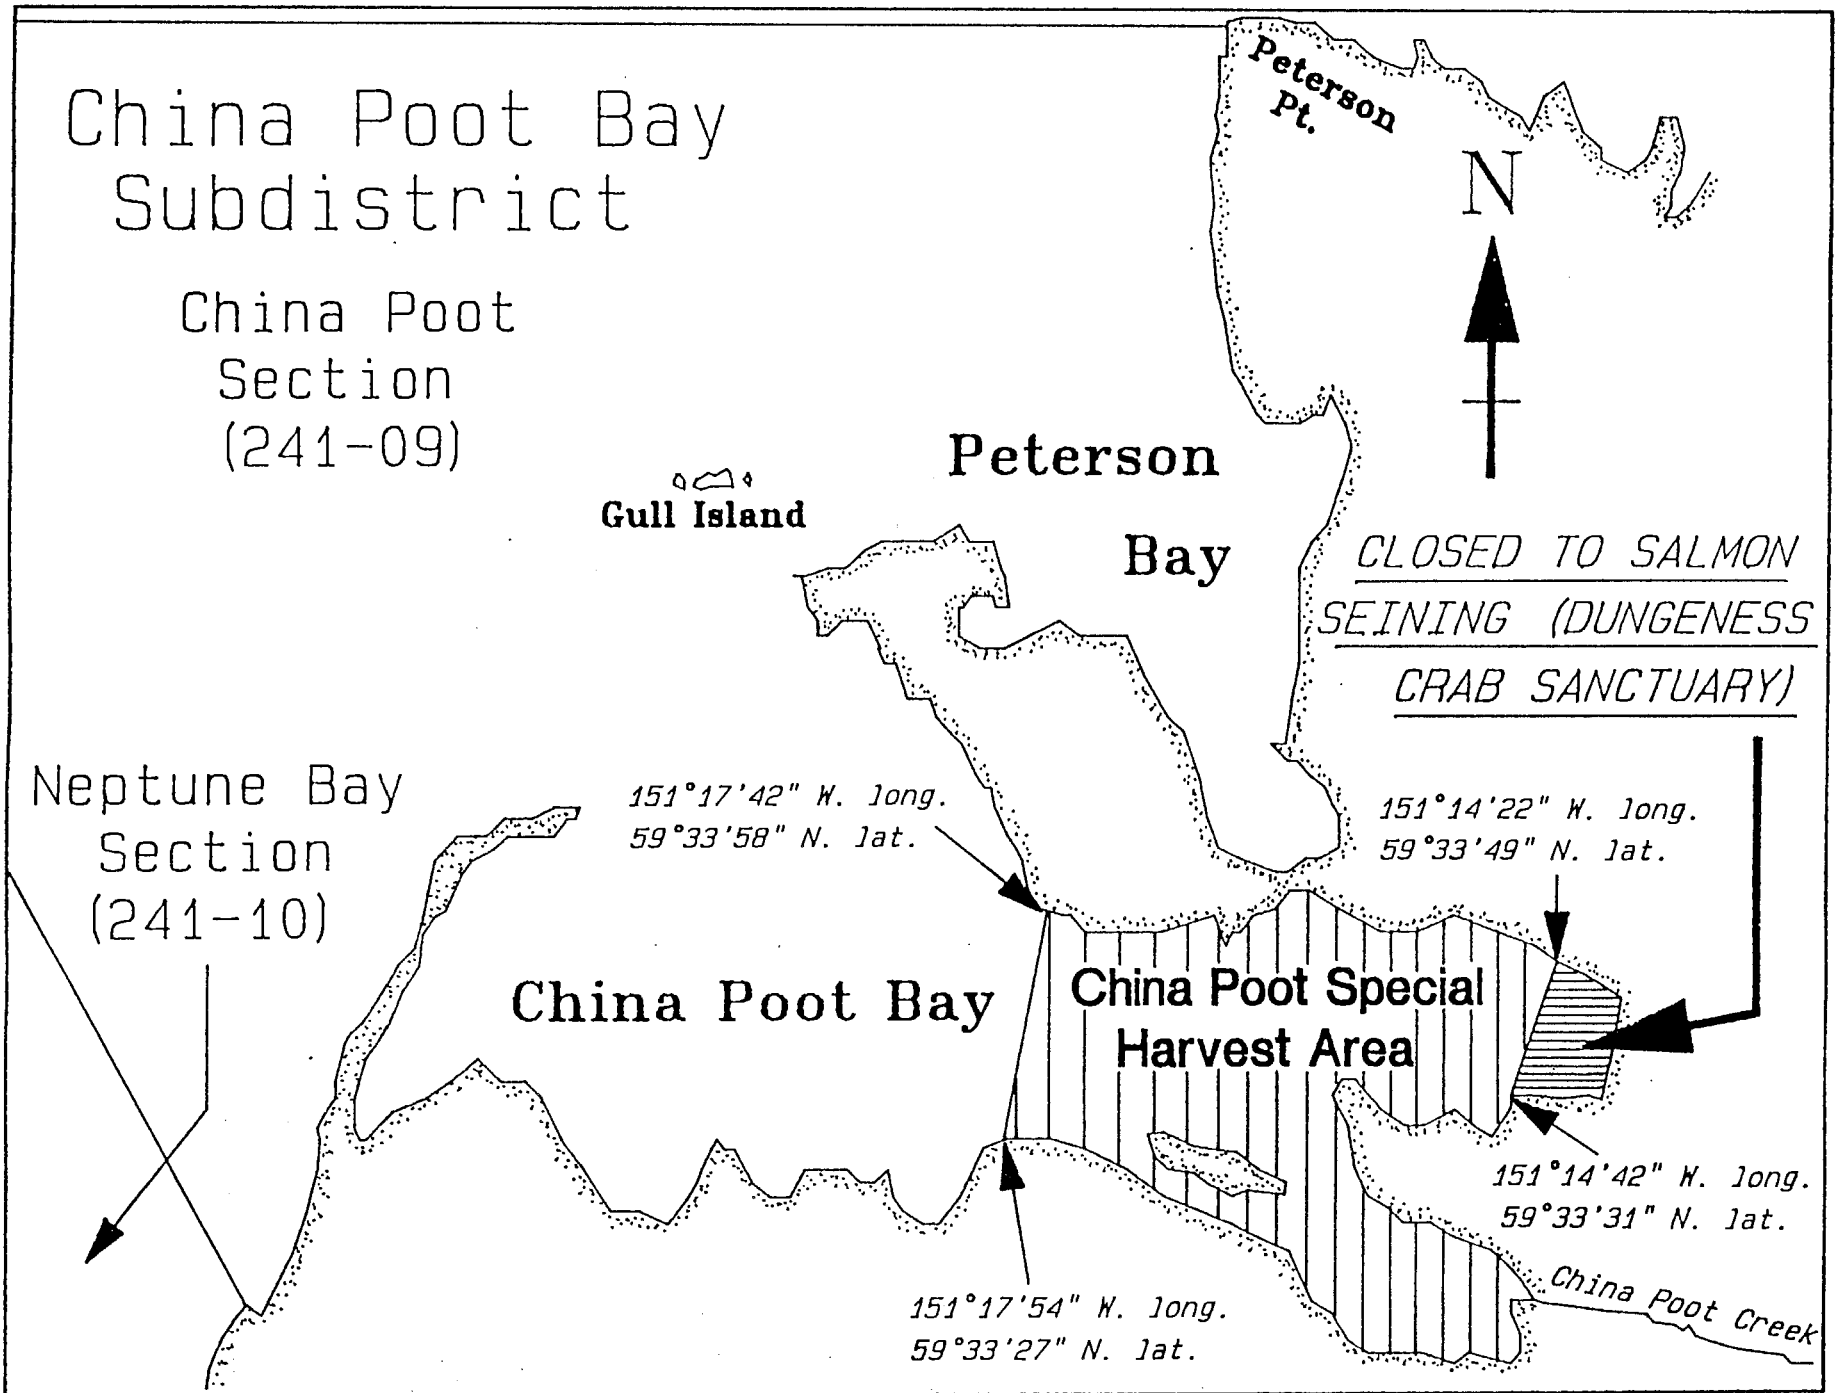 China Poot Bay
Subdistrict
China Poot
Section
(241-09)
Peterson
Pt.
N
Gull Island
Peterson
Bay
CLOSED TO SALMON
SEINING (DUNGENESS
CRAB SANCTUARY)
Neptune Bay
Section
(241-10)
151°17'42" W. long.
59°33'58" N. lat.
151°14'22" W. long.
59°33'49" N. lat.
China Poot Bay
China Poot Special
Harvest Area
151°14'42" W. long.
59°33'31" N. lat.
151°17'54" W. long.
59°33'27" N. lat.
China Poot Creek